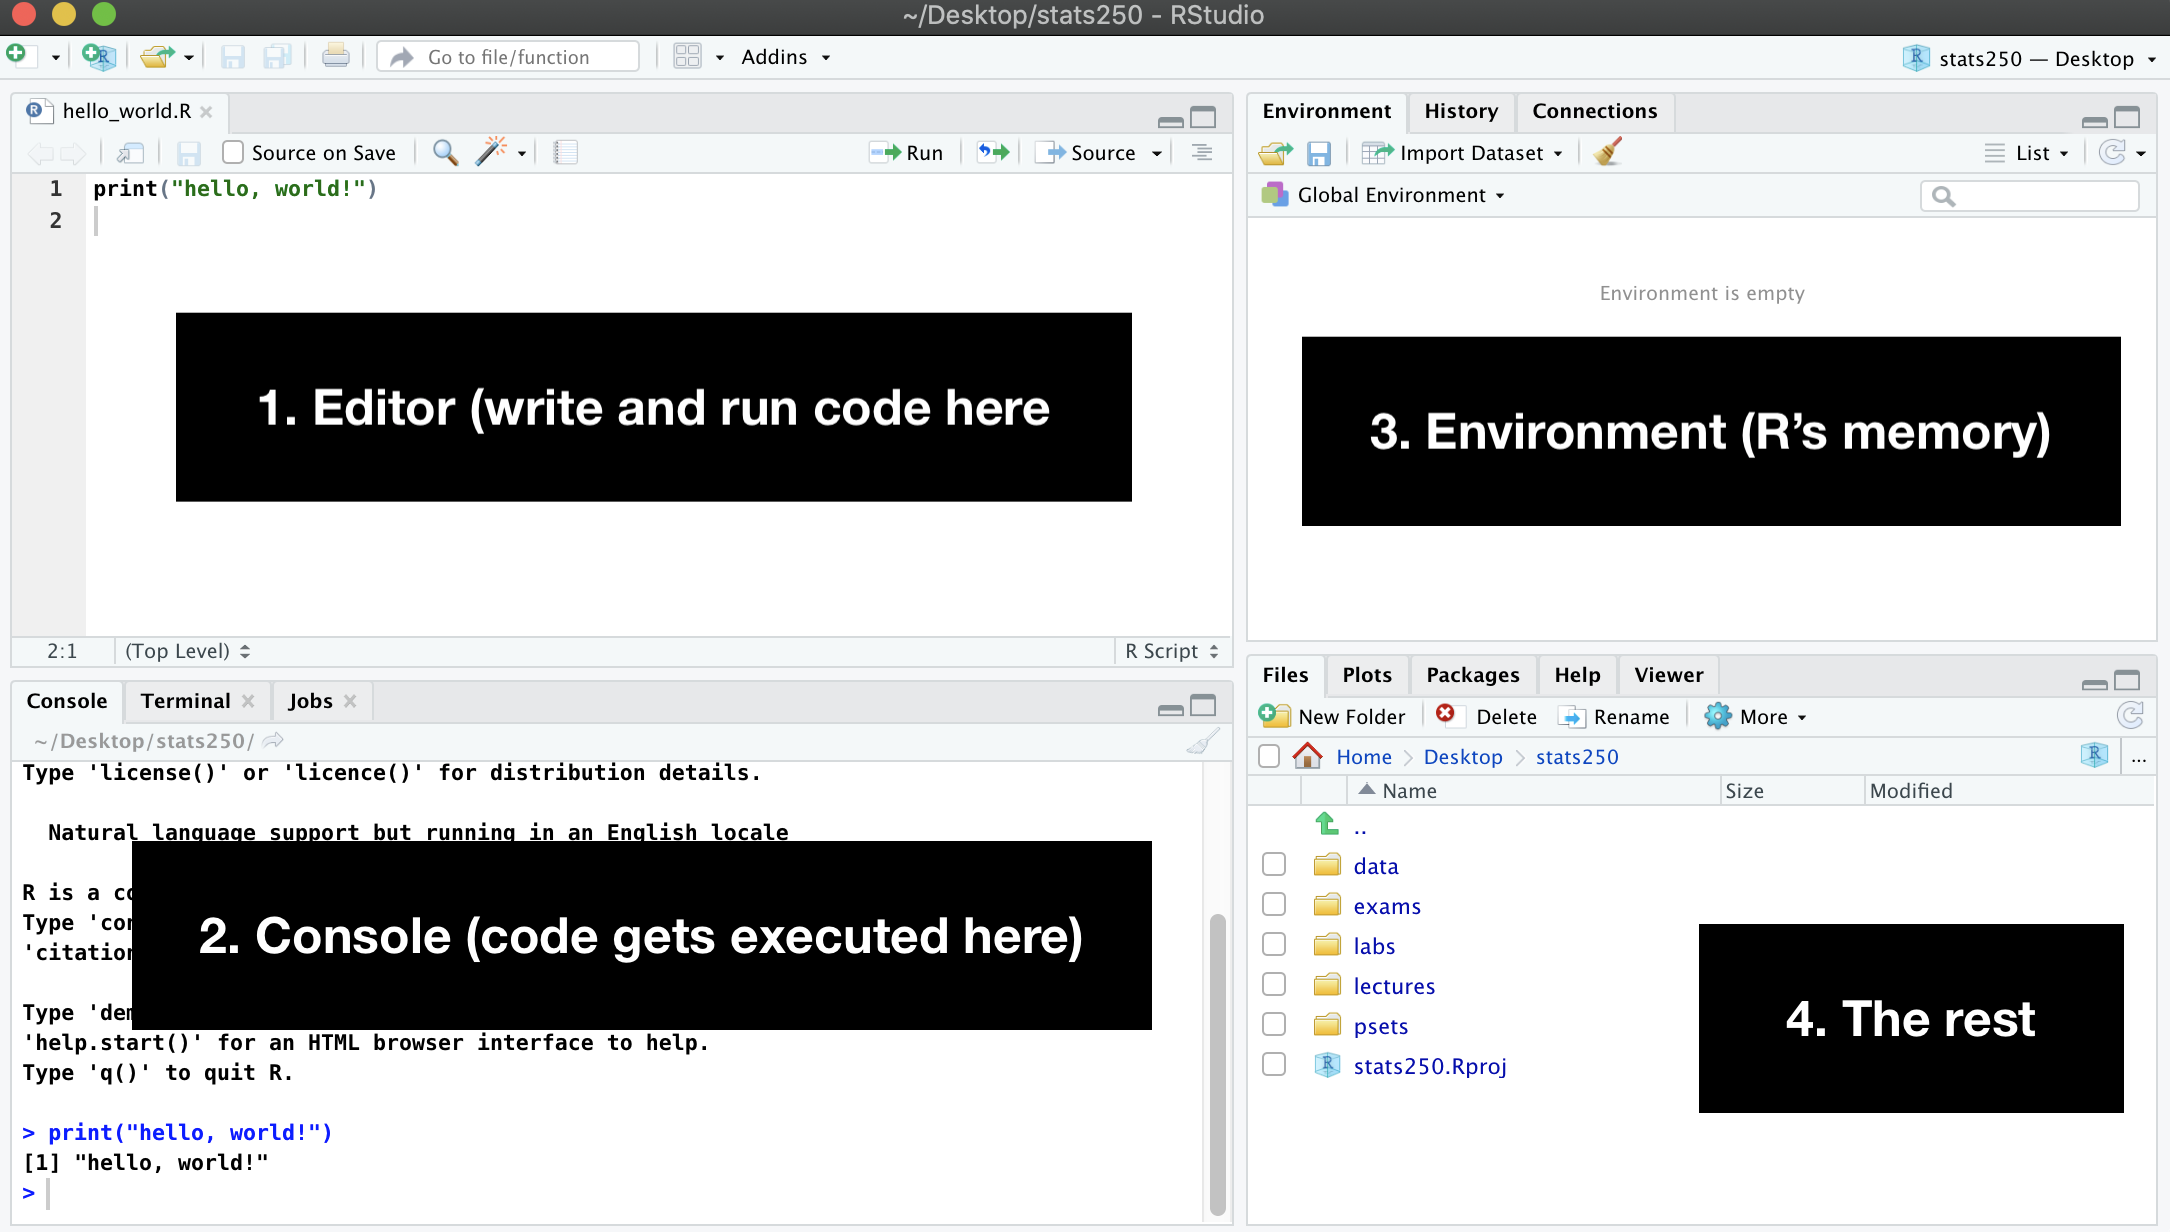 ~/Desktop/stats250 - RStudio
Go to file/function
Addins
stats250 — Desktop
hello_world.R
Source on Save
Run
Source
1 print("hello, world!")
2
1. Editor (write and run code here
2:1 (Top Level)
R Script
Console Terminal Jobs
~/Desktop/stats250/
Type 'license()' or 'licence()' for distribution details.
Natural language support but running in an English locale
R is a co
Type 'con
'citation
2. Console (code gets executed here)
Type 'dem
'help.start()' for an HTML browser interface to help.
Type 'q()' to quit R.
> print("hello, world!")
[1] "hello, world!"
>
Environment History Connections
Import Dataset
List
Global Environment
Environment is empty
3. Environment (R's memory)
Files Plots Packages Help Viewer
New Folder Delete Rename More
Home Desktop stats250
R ...
Name Size Modified
..
data
exams
labs
lectures
psets
stats250.Rproj
4. The rest